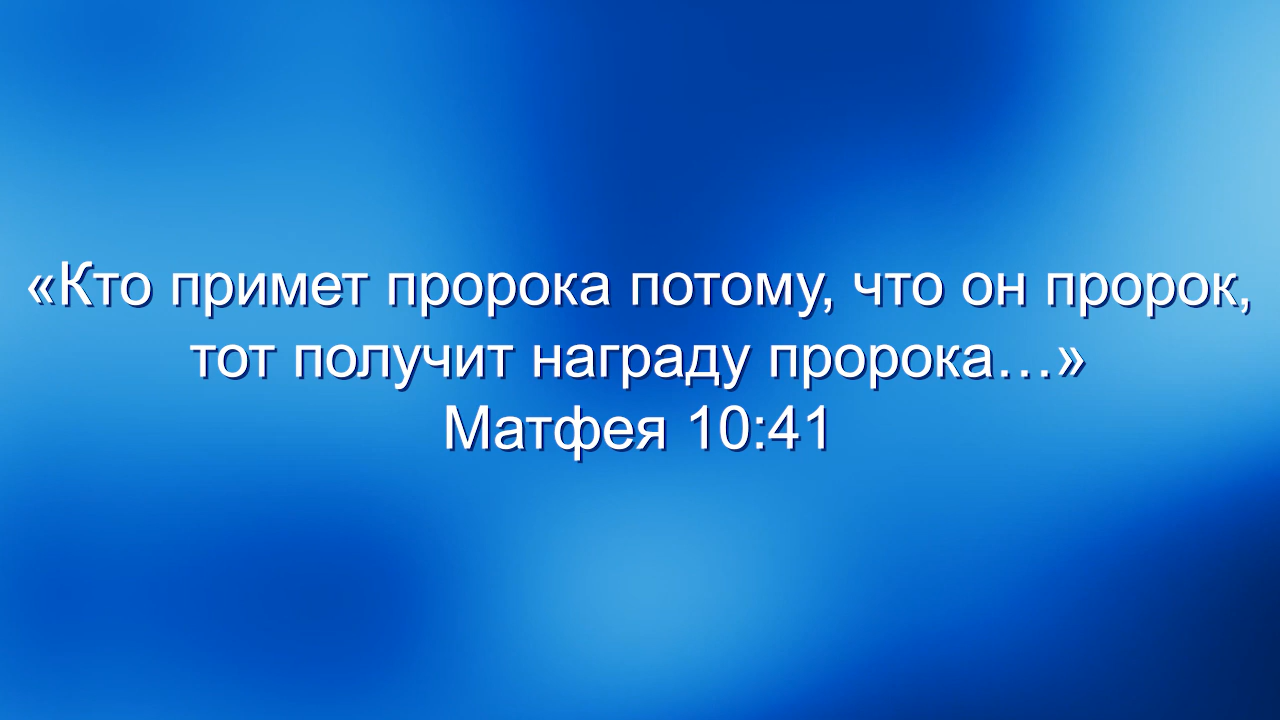 «Кто примет пророка потому, что он пророк,
тот получит награду пророка…»
Матфея 10:41